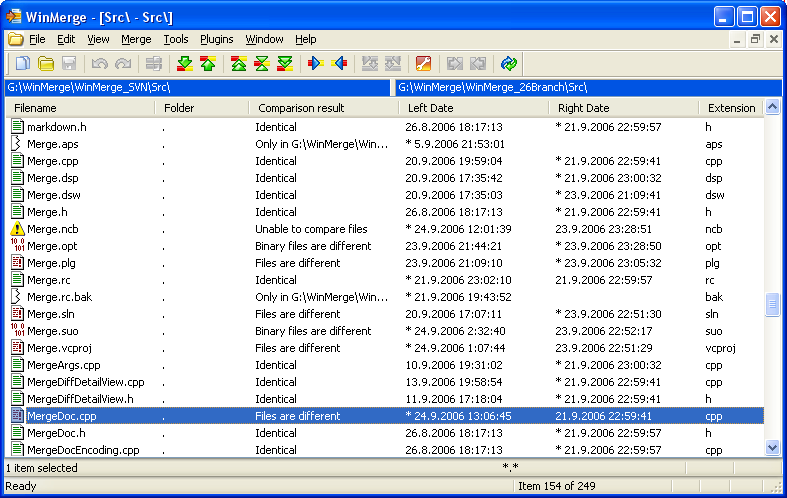 WinMerge - [Src\ - Src\]
File Edit View Merge Tools Plugins Window Help
G:\WinMerge\WinMerge_SVN\Src\ G:\WinMerge\WinMerge_26Branch\Src\
Filename Folder Comparison result Left Date Right Date Extension
markdown.h . Identical 26.8.2006 18:17:13 * 21.9.2006 22:59:57 h
Merge.aps . Only in G:\WinMerge\Win... * 5.9.2006 21:53:01 aps
Merge.cpp . Identical 20.9.2006 19:59:04 * 21.9.2006 22:59:41 cpp
Merge.dsp . Identical 20.9.2006 17:35:42 * 21.9.2006 23:00:32 dsp
Merge.dsw . Identical 20.9.2006 17:35:03 * 23.9.2006 21:09:41 dsw
Merge.h . Identical 26.8.2006 18:17:13 * 21.9.2006 22:59:41 h
Merge.ncb . Unable to compare files * 24.9.2006 12:01:39 23.9.2006 23:28:51 ncb
Merge.opt . Binary files are different 23.9.2006 21:44:21 * 23.9.2006 23:28:50 opt
Merge.plg . Files are different 23.9.2006 21:09:10 * 23.9.2006 23:05:32 plg
Merge.rc . Identical * 21.9.2006 23:02:10 21.9.2006 22:59:57 rc
Merge.rc.bak . Only in G:\WinMerge\Win... * 21.9.2006 19:43:52 bak
Merge.sln . Files are different 20.9.2006 17:07:11 * 23.9.2006 22:51:30 sln
Merge.suo . Binary files are different * 24.9.2006 2:32:40 23.9.2006 22:52:17 suo
Merge.vcproj . Files are different * 24.9.2006 1:07:44 23.9.2006 22:51:29 vcproj
MergeArgs.cpp . Identical 10.9.2006 19:31:02 * 21.9.2006 23:00:32 cpp
MergeDiffDetailView.cpp . Identical 13.9.2006 19:58:54 * 21.9.2006 22:59:41 cpp
MergeDiffDetailView.h . Identical 11.9.2006 17:18:04 * 21.9.2006 22:59:41 h
MergeDoc.cpp . Files are different * 24.9.2006 13:06:45 21.9.2006 22:59:41 cpp
MergeDoc.h . Identical 26.8.2006 18:17:13 * 21.9.2006 22:59:57 h
MergeDocEncoding.cpp . Identical 26.8.2006 18:17:13 * 21.9.2006 22:59:57 cpp
1 item selected *.*
Ready Item 154 of 249